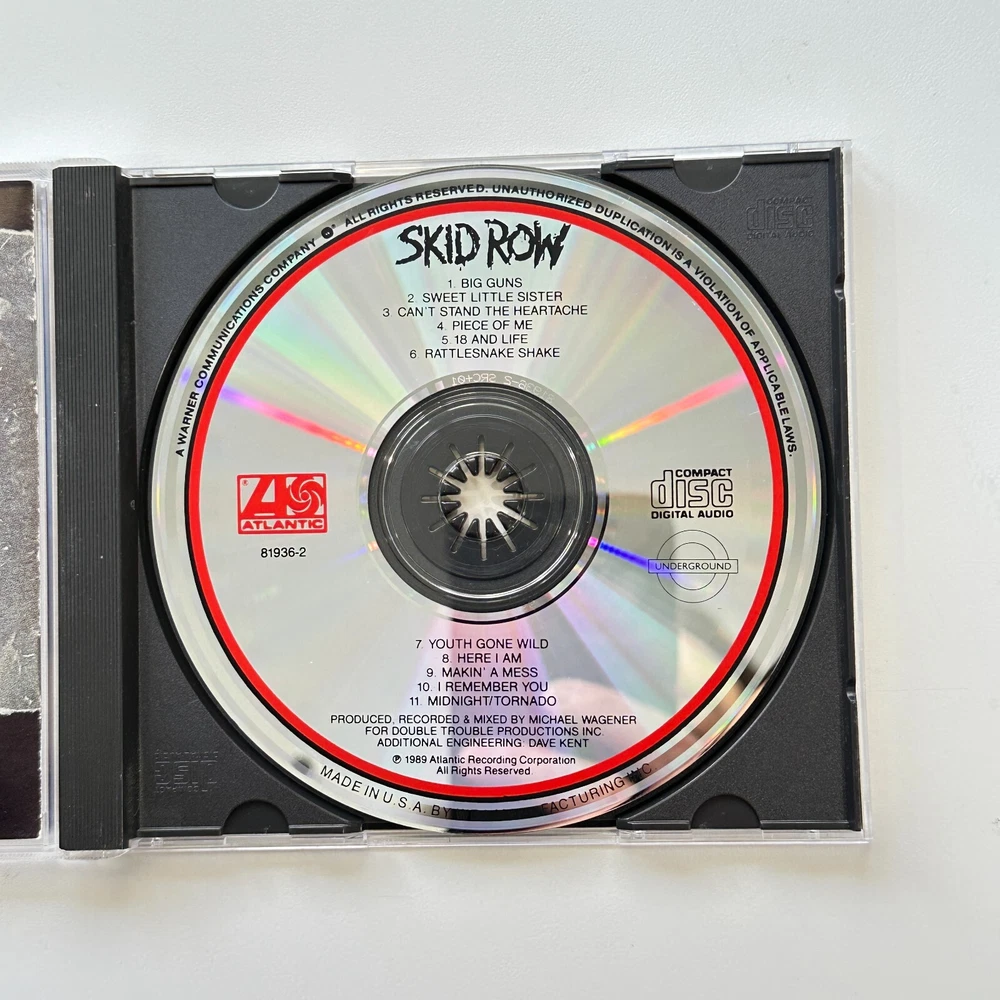 A WARNER COMMUNICATIONS COMPANY ® ALL RIGHTS RESERVED. UNAUTHORIZED DUPLICATION IS A VIOLATION OF APPLICABLE LAWS.
SKID ROW
1. BIG GUNS
2. SWEET LITTLE SISTER
3 CAN'T STAND THE HEARTACHE
4. PIECE OF ME
5. 18 AND LIFE
6 RATTLESNAKE SHAKE
®
ATLANTIC
81936-2
COMPACT
disc
DIGITAL AUDIO
UNDERGROUND
7. YOUTH GONE WILD
8. HERE I AM
9. MAKIN' A MESS
10. I REMEMBER YOU
11. MIDNIGHT/TORNADO
PRODUCED, RECORDED & MIXED BY MICHAEL WAGENER
FOR DOUBLE TROUBLE PRODUCTIONS INC.
ADDITIONAL ENGINEERING: DAVE KENT
℗ 1989 Atlantic Recording Corporation
All Rights Reserved.
MADE IN U.S.A. BY
COMPACT
disc
DIGITAL AUDIO